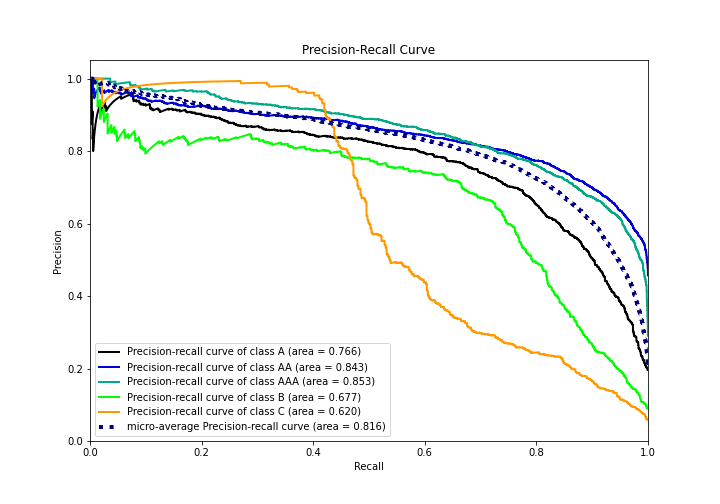 Precision-Recall Curve
1.0
0.8
0.6
0.4
0.2
0.0
Precision
Precision-recall curve of class A (area = 0.766)
Precision-recall curve of class AA (area = 0.843)
Precision-recall curve of class AAA (area = 0.853)
Precision-recall curve of class B (area = 0.677)
Precision-recall curve of class C (area = 0.620)
micro-average Precision-recall curve (area = 0.816)
0.0 0.2 0.4 0.6 0.8 1.0
Recall